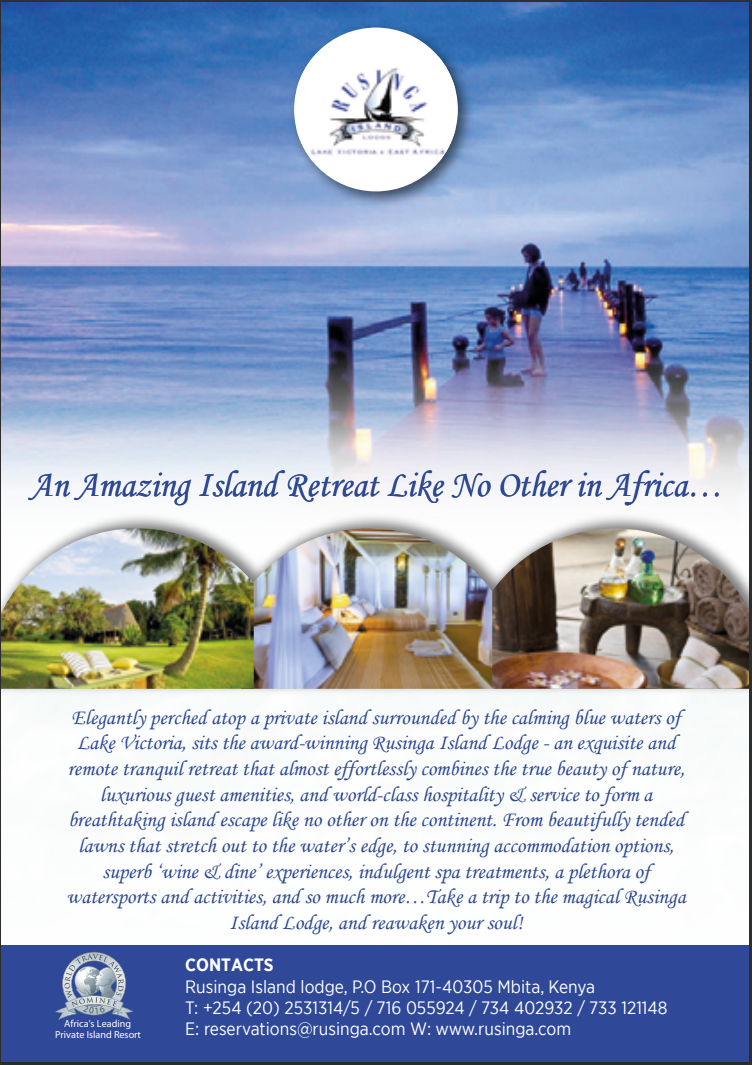 RUSINGA
ISLAND
LODGE
LAKE VICTORIA • EAST AFRICA
An Amazing Island Retreat Like No Other in Africa...
Elegantly perched atop a private island surrounded by the calming blue waters of
Lake Victoria, sits the award-winning Rusinga Island Lodge - an exquisite and
remote tranquil retreat that almost effortlessly combines the true beauty of nature,
luxurious guest amenities, and world-class hospitality & service to form a
breathtaking island escape like no other on the continent. From beautifully tended
lawns that stretch out to the water's edge, to stunning accommodation options,
superb 'wine & dine' experiences, indulgent spa treatments, a plethora of
watersports and activities, and so much more...Take a trip to the magical Rusinga
Island Lodge, and reawaken your soul!
WORLD TRAVEL AWARDS
NOMINEE
2016
Africa's Leading
Private Island Resort
CONTACTS
Rusinga Island lodge, P.O Box 171-40305 Mbita, Kenya
T: +254 (20) 2531314/5 / 716 055924 / 734 402932 / 733 121148
E: reservations@rusinga.com W: www.rusinga.com